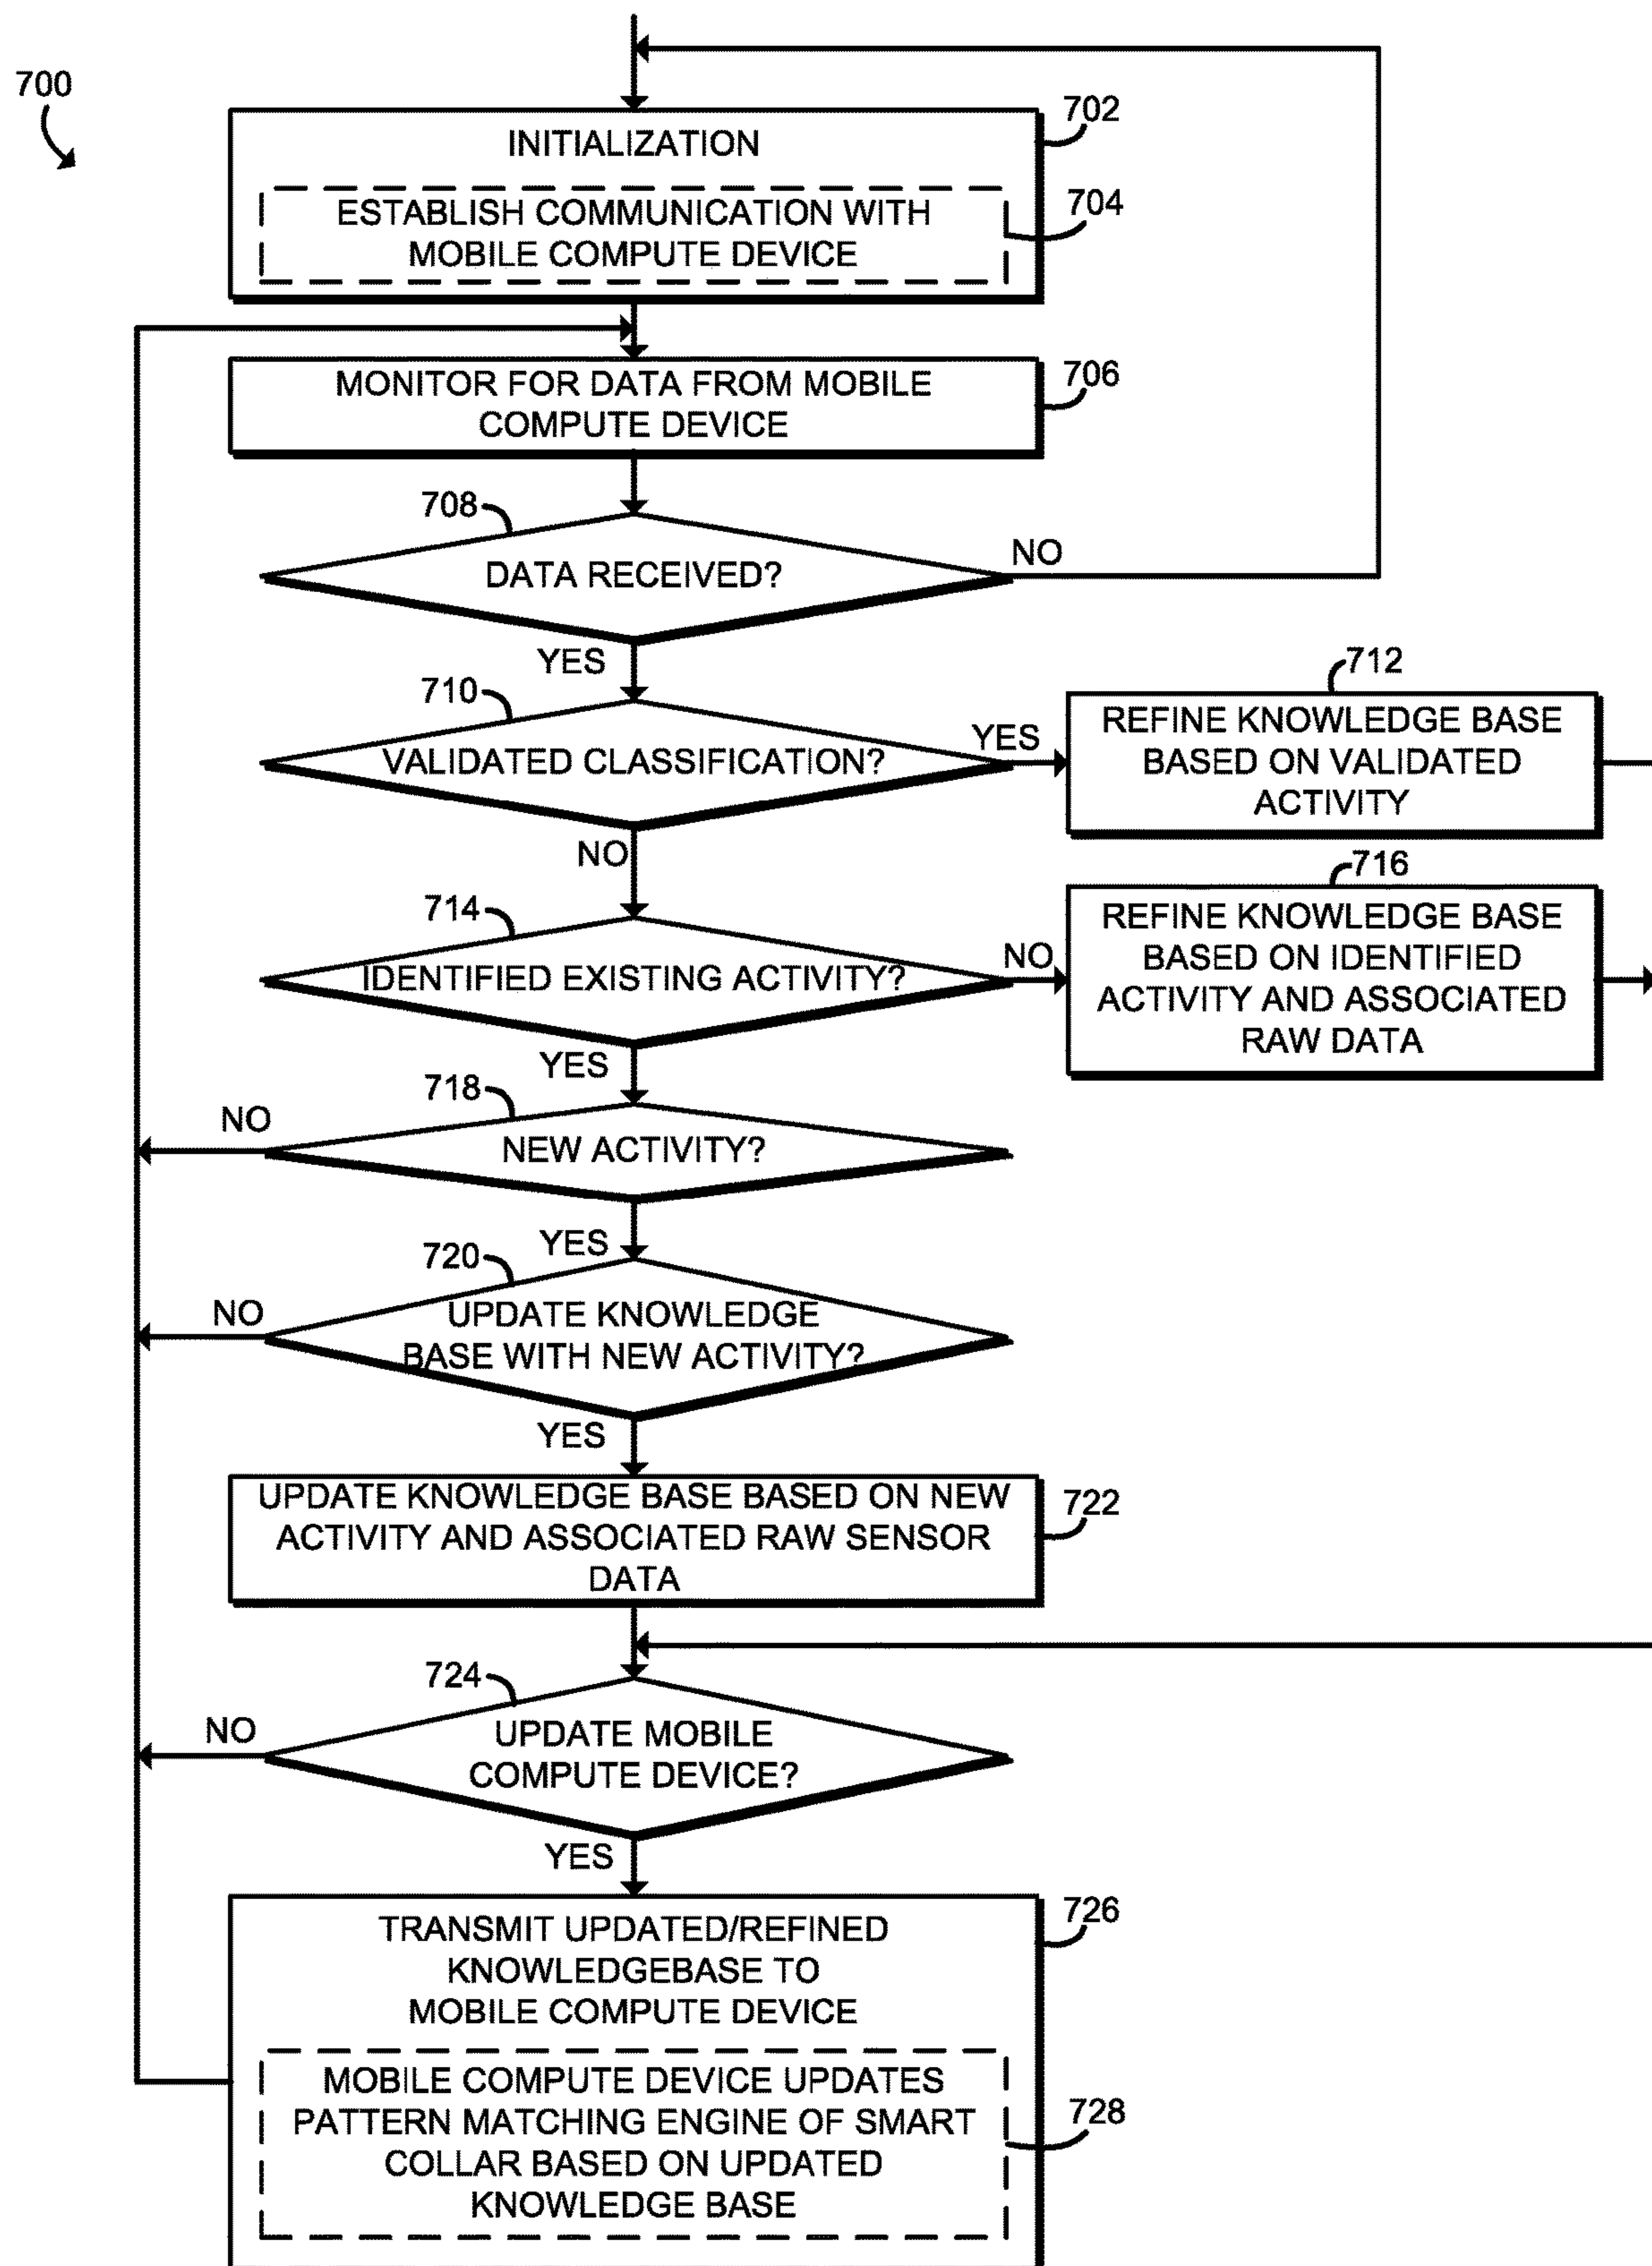 700
702
INITIALIZATION
704
ESTABLISH COMMUNICATION WITH
MOBILE COMPUTE DEVICE
706
MONITOR FOR DATA FROM MOBILE
COMPUTE DEVICE
708
NO
DATA RECEIVED?
YES
710
712
YES
VALIDATED CLASSIFICATION?
REFINE KNOWLEDGE BASE
BASED ON VALIDATED
ACTIVITY
NO
714
716
NO
IDENTIFIED EXISTING ACTIVITY?
REFINE KNOWLEDGE BASE
BASED ON IDENTIFIED
ACTIVITY AND ASSOCIATED
RAW DATA
YES
718
NO
NEW ACTIVITY?
YES
720
NO
UPDATE KNOWLEDGE
BASE WITH NEW ACTIVITY?
YES
722
UPDATE KNOWLEDGE BASE BASED ON NEW
ACTIVITY AND ASSOCIATED RAW SENSOR
DATA
724
NO
UPDATE MOBILE
COMPUTE DEVICE?
YES
726
TRANSMIT UPDATED/REFINED
KNOWLEDGEBASE TO
MOBILE COMPUTE DEVICE
728
MOBILE COMPUTE DEVICE UPDATES
PATTERN MATCHING ENGINE OF SMART
COLLAR BASED ON UPDATED
KNOWLEDGE BASE